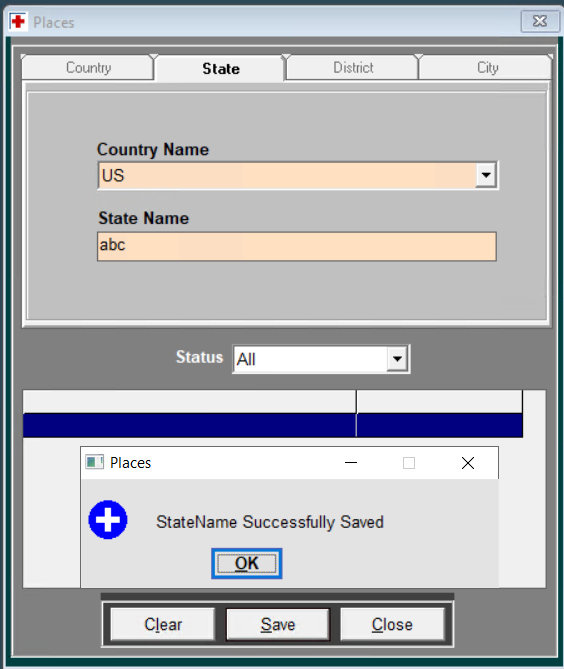 Places
Country State District City
Country Name
US
State Name
abc
Status All
Places
StateName Successfully Saved
OK
Clear Save Close